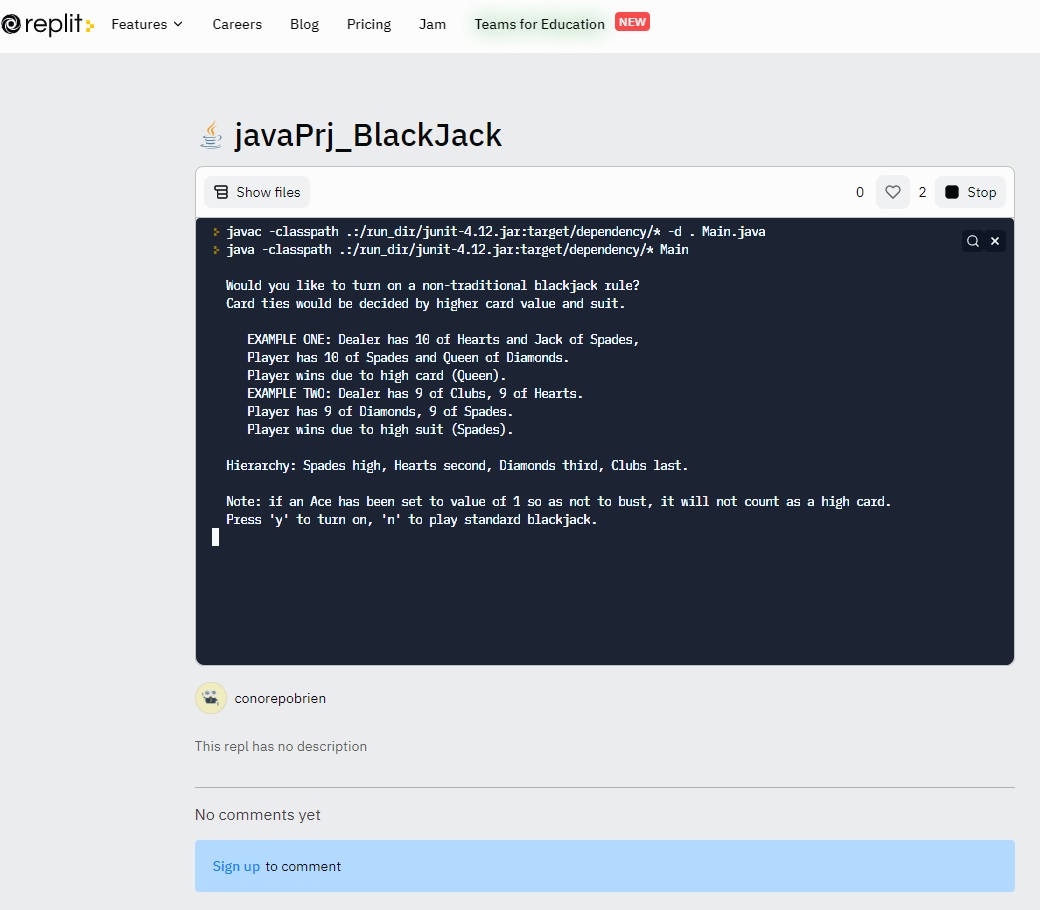 replit
Features
Careers
Blog
Pricing
Jam
Teams for Education
NEW
javaPrj_BlackJack
Show files
0
2
Stop
javac -classpath .:/run_dir/junit-4.12.jar:target/dependency/* -d . Main.java
java -classpath .:/run_dir/junit-4.12.jar:target/dependency/* Main
Would you like to turn on a non-traditional blackjack rule?
Card ties would be decided by higher card value and suit.
EXAMPLE ONE: Dealer has 10 of Hearts and Jack of Spades,
Player has 10 of Spades and Queen of Diamonds.
Player wins due to high card (Queen).
EXAMPLE TWO: Dealer has 9 of Clubs, 9 of Hearts.
Player has 9 of Diamonds, 9 of Spades.
Player wins due to high suit (Spades).
Hierarchy: Spades high, Hearts second, Diamonds third, Clubs last.
Note: if an Ace has been set to value of 1 so as not to bust, it will not count as a high card.
Press 'y' to turn on, 'n' to play standard blackjack.
conorepobrien
This repl has no description
No comments yet
Sign up to comment